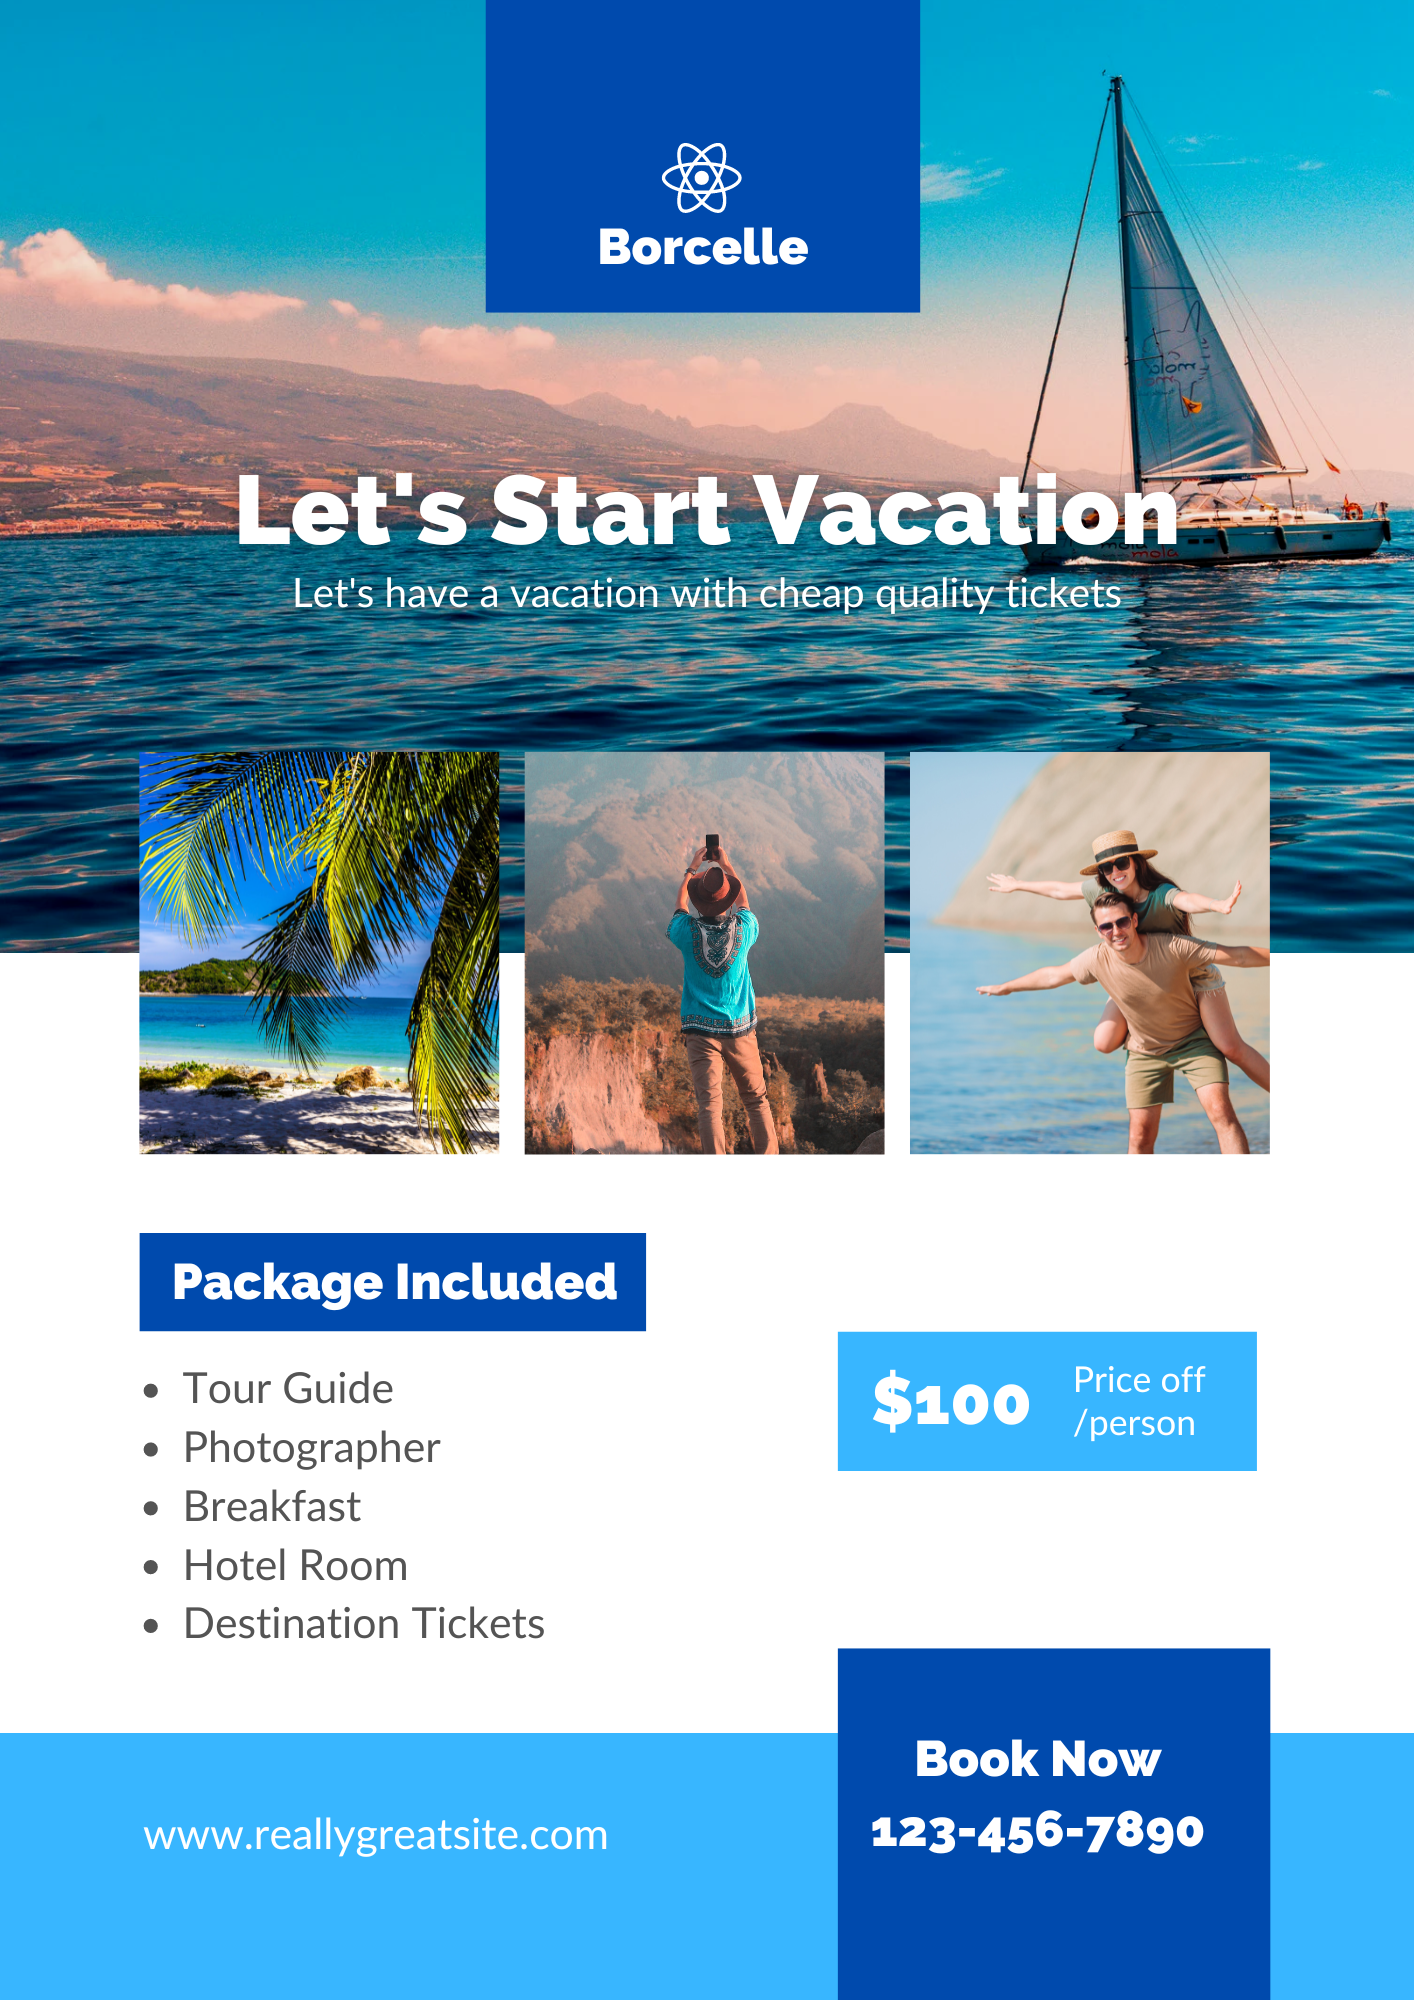 Borcelle
Let's Start Vacation
Let's have a vacation with cheap quality tickets
Package Included
• Tour Guide
• Photographer
• Breakfast
• Hotel Room
• Destination Tickets
$100
Price off
/person
www.reallygreatsite.com
Book Now
123-456-7890
mola